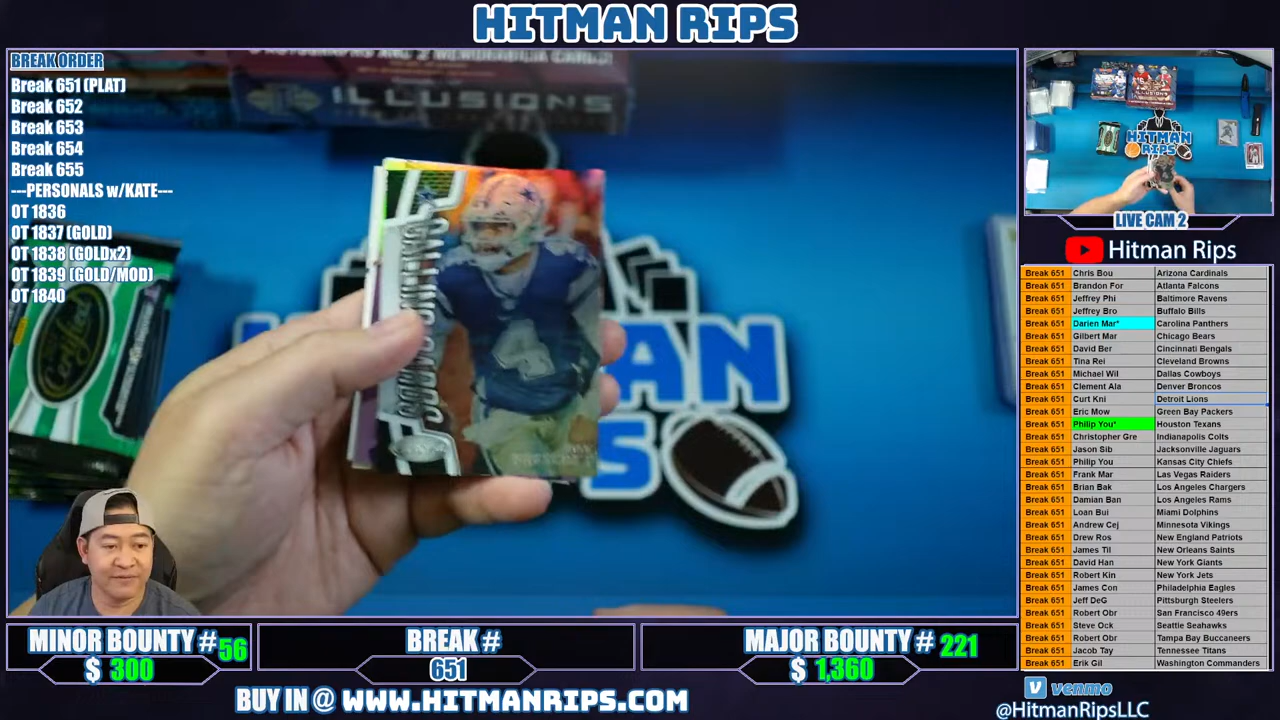 HITMAN RIPS
BREAK ORDER
Break 651 (PLAT)
Break 652
Break 653
Break 654
Break 655
---PERSONALS w/KATE---
OT 1836
OT 1837 (GOLD)
OT 1838 (GOLDx2)
OT 1839 (GOLD/MOD)
OT 1840
ILLUSIONS
GAINING GROUND
4
Certified
HITMAN
RIPS
LIVE CAM 2
Hitman Rips
Break 651 Chris Bou Arizona Cardinals
Break 651 Brandon For Atlanta Falcons
Break 651 Jeffrey Phi Baltimore Ravens
Break 651 Jeffrey Bro Buffalo Bills
Break 651 Darien Mar* Carolina Panthers
Break 651 Gilbert Mar Chicago Bears
Break 651 David Ber Cincinnati Bengals
Break 651 Tina Rei Cleveland Browns
Break 651 Michael Wil Dallas Cowboys
Break 651 Clement Ala Denver Broncos
Break 651 Curt Kni Detroit Lions
Break 651 Eric Mow Green Bay Packers
Break 651 Philip You* Houston Texans
Break 651 Christopher Gre Indianapolis Colts
Break 651 Jason Sib Jacksonville Jaguars
Break 651 Philip You Kansas City Chiefs
Break 651 Frank Mar Las Vegas Raiders
Break 651 Brian Bak Los Angeles Chargers
Break 651 Damian Ban Los Angeles Rams
Break 651 Loan Bui Miami Dolphins
Break 651 Andrew Cej Minnesota Vikings
Break 651 Drew Ros New England Patriots
Break 651 James Til New Orleans Saints
Break 651 David Han New York Giants
Break 651 Robert Kin New York Jets
Break 651 James Con Philadelphia Eagles
Break 651 Jeff DeG Pittsburgh Steelers
Break 651 Robert Obr San Francisco 49ers
Break 651 Steve Ock Seattle Seahawks
Break 651 Robert Obr Tampa Bay Buccaneers
Break 651 Jacob Tay Tennessee Titans
Break 651 Erik Gil Washington Commanders
MINOR BOUNTY # 56
$ 300
BREAK #
651
MAJOR BOUNTY # 221
$ 1,360
BUY IN @ WWW.HITMANRIPS.COM
venmo
@HitmanRipsLLC